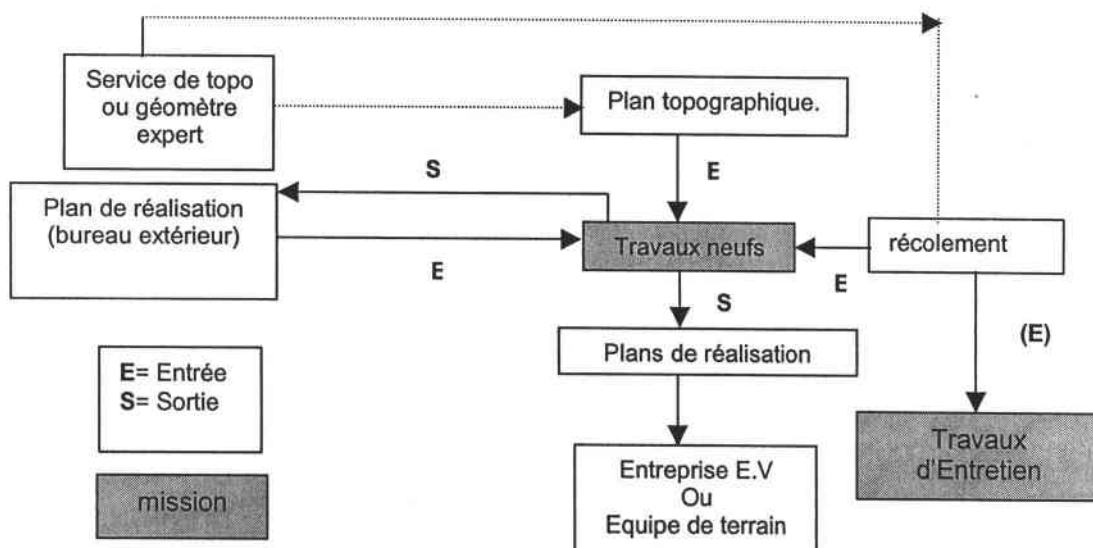 Service de topo
ou géomètre
expert
Plan topographique.
E
S
Plan de réalisation
(bureau extérieur)
E
Travaux neufs
E
récolement
S
(E)
Plans de réalisation
E= Entrée
S= Sortie
Travaux
d'Entretien
Entreprise E.V
Ou
Equipe de terrain
mission